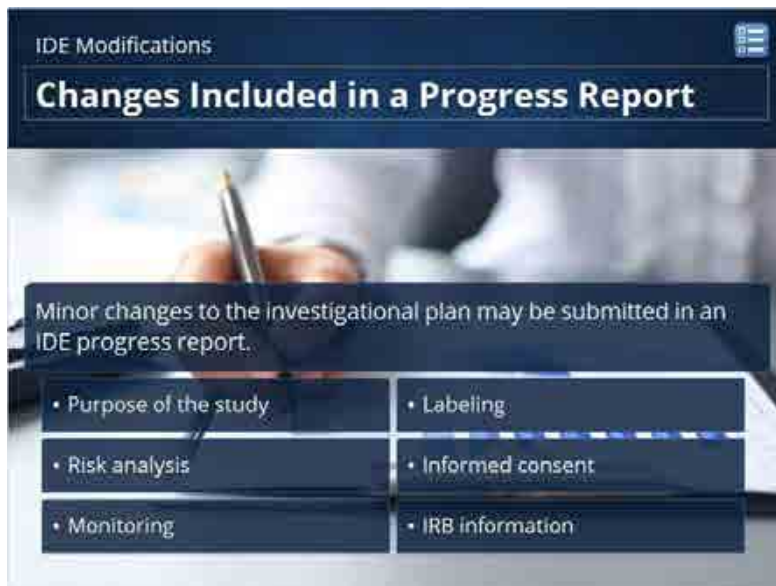 IDE Modifications
Changes Included in a Progress Report
Minor changes to the investigational plan may be submitted in an
IDE progress report.
• Purpose of the study
• Labeling
• Risk analysis
• Informed consent
• Monitoring
• IRB information